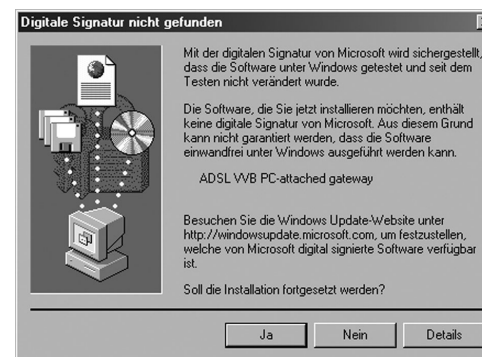 Digitale Signatur nicht gefunden
Mit der digitalen Signatur von Microsoft wird sichergestellt,
dass die Software unter Windows getestet und seit dem
Testen nicht verändert wurde.
Die Software, die Sie jetzt installieren möchten, enthält
keine digitale Signatur von Microsoft. Aus diesem Grund
kann nicht garantiert werden, dass die Software
einwandfrei unter Windows ausgeführt werden kann.
ADSL WB PC-attached gateway
Besuchen Sie die Windows Update-Website unter
http://windowsupdate.microsoft.com, um festzustellen,
welche von Microsoft digital signierte Software verfügbar
ist.
Soll die Installation fortgesetzt werden?
Ja Nein Details